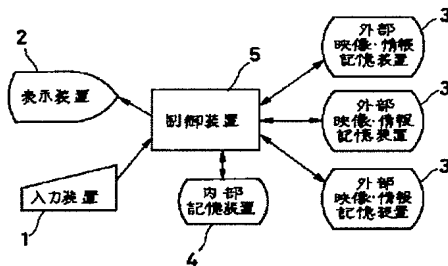 2
表示装置
5
制御装置
3
外部
映像・情報
記憶装置
3
外部
映像・情報
記憶装置
3
外部
映像・情報
記憶装置
入力装置
1
内部
記憶装置
4